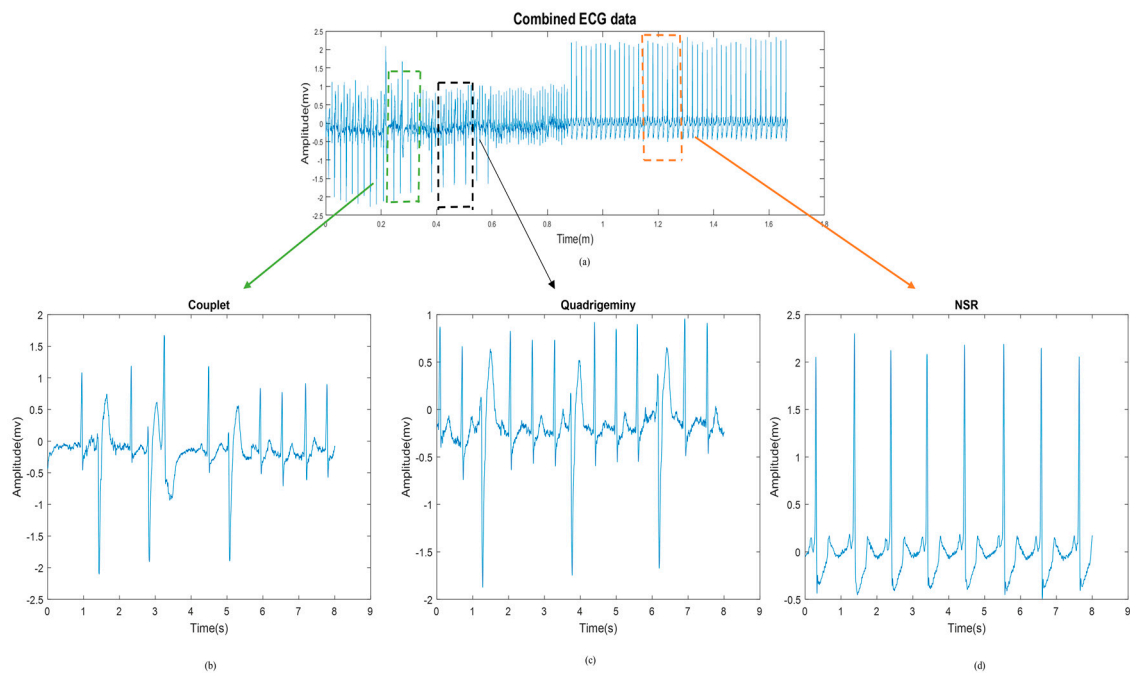 Combined ECG data
2.5
2
1.5
1
0.5
0
-0.5
-1
-1.5
-2
-2.5
Amplitude(mv)
0 0.2 0.4 0.6 0.8 1 1.2 1.4 1.6 1.8
Time(m)
(a)
Couplet
2
1.5
1
0.5
0
-0.5
-1
-1.5
-2
-2.5
Amplitude(mv)
0 1 2 3 4 5 6 7 8 9
Time(s)
(b)
Quadrigeminy
1
0.5
0
-0.5
-1
-1.5
-2
Amplitude(mv)
0 1 2 3 4 5 6 7 8 9
Time(s)
(c)
NSR
2.5
2
1.5
1
0.5
0
-0.5
Amplitude(mv)
0 1 2 3 4 5 6 7 8 9
Time(s)
(d)